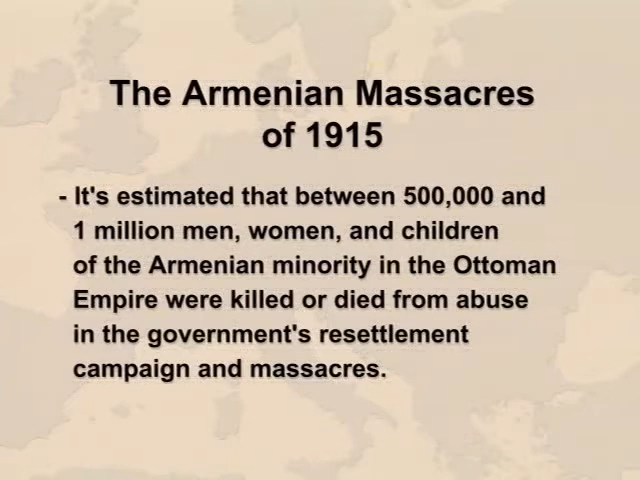 The Armenian Massacres
of 1915
- It's estimated that between 500,000 and
1 million men, women, and children
of the Armenian minority in the Ottoman
Empire were killed or died from abuse
in the government's resettlement
campaign and massacres.